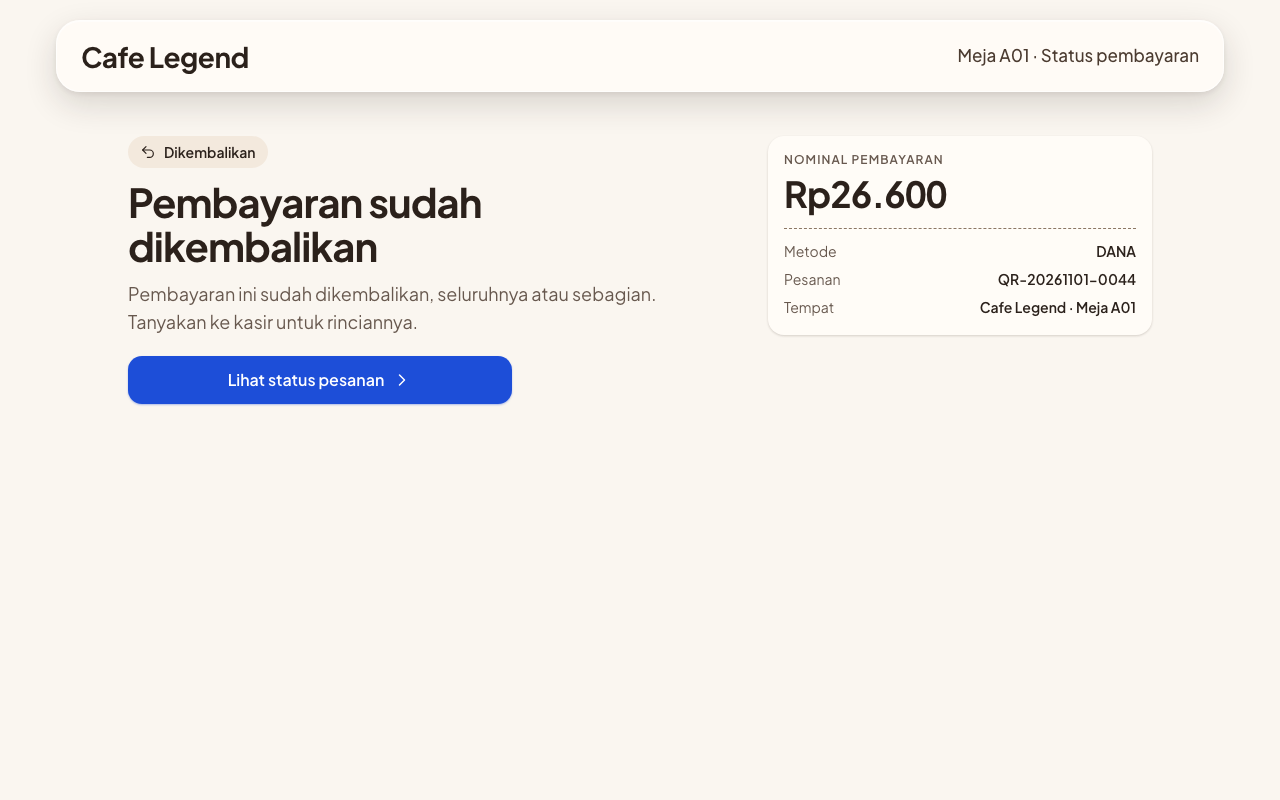 Cafe Legend
Meja A01 · Status pembayaran
Dikembalikan
Pembayaran sudah
dikembalikan
Pembayaran ini sudah dikembalikan, seluruhnya atau sebagian.
Tanyakan ke kasir untuk rinciannya.
Lihat status pesanan
NOMINAL PEMBAYARAN
Rp26.600
Metode DANA
Pesanan QR-20261101-0044
Tempat Cafe Legend · Meja A01